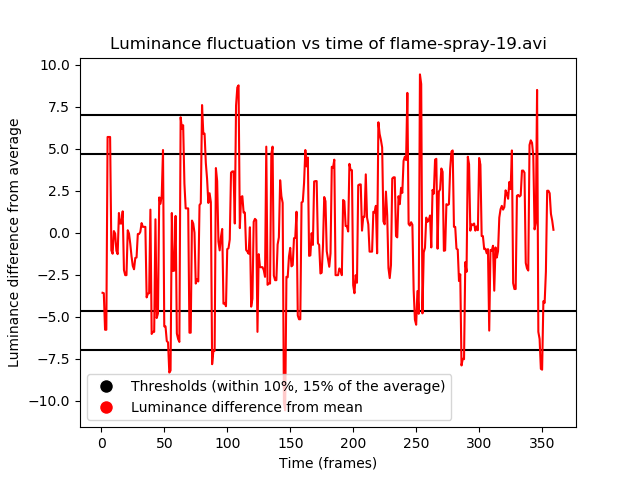 Luminance fluctuation vs time of flame-spray-19.avi
Luminance difference from average
10.0
7.5
5.0
2.5
0.0
−2.5
−5.0
−7.5
−10.0
Thresholds (within 10%, 15% of the average)
Luminance difference from mean
0 50 100 150 200 250 300 350
Time (frames)